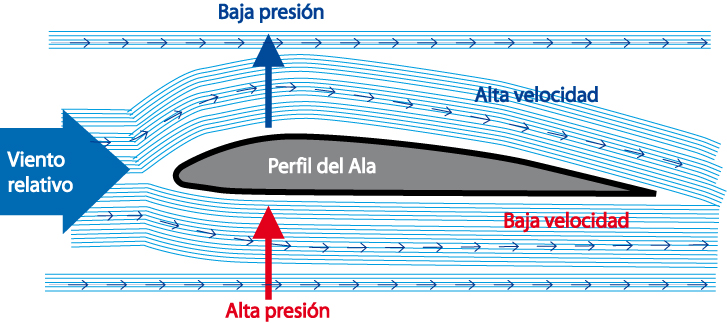 Baja presión
Alta velocidad
Viento
relativo
Perfil del Ala
Baja velocidad
Alta presión